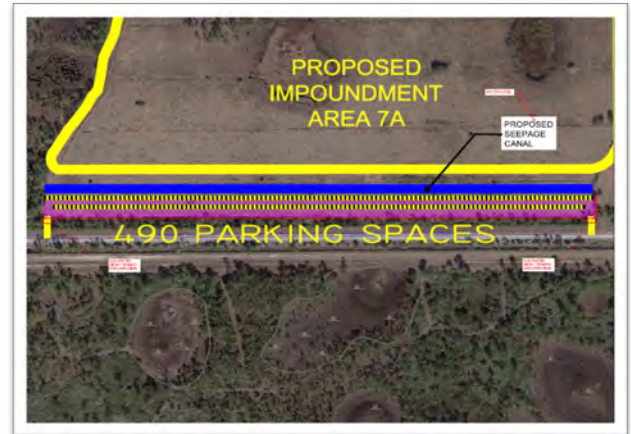 PROPOSED
IMPOUNDMENT
AREA 7A
PROPOSED
SEEPAGE
CANAL
490 PARKING SPACES